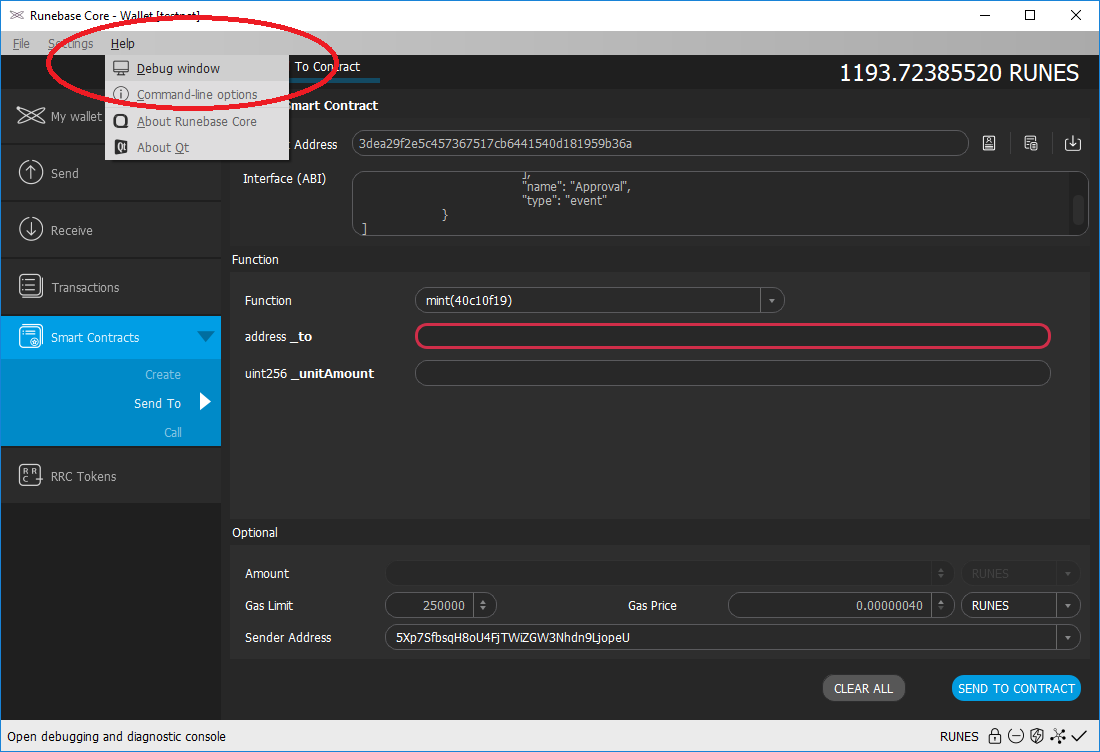 Runebase Core - Wallet [testnet]
File Settings Help
Debug window
Command-line options
About Runebase Core
About Qt
To Contract
1193.72385520 RUNES
My wallet
Send
Receive
Transactions
Smart Contracts
Create
Send To
Call
RRC Tokens
Smart Contract
Address 3dea29f2e5c457367517cb6441540d181959b36a
Interface (ABI)
],
"name": "Approval",
"type": "event"
}
]
Function
Function mint(40c10f19)
address _to
uint256 _unitAmount
Optional
Amount RUNES
Gas Limit 250000 Gas Price 0.00000040 RUNES
Sender Address 5Xp7SfbsqH8oU4FjTWiZGW3Nhdn9LjopeU
CLEAR ALL SEND TO CONTRACT
Open debugging and diagnostic console RUNES